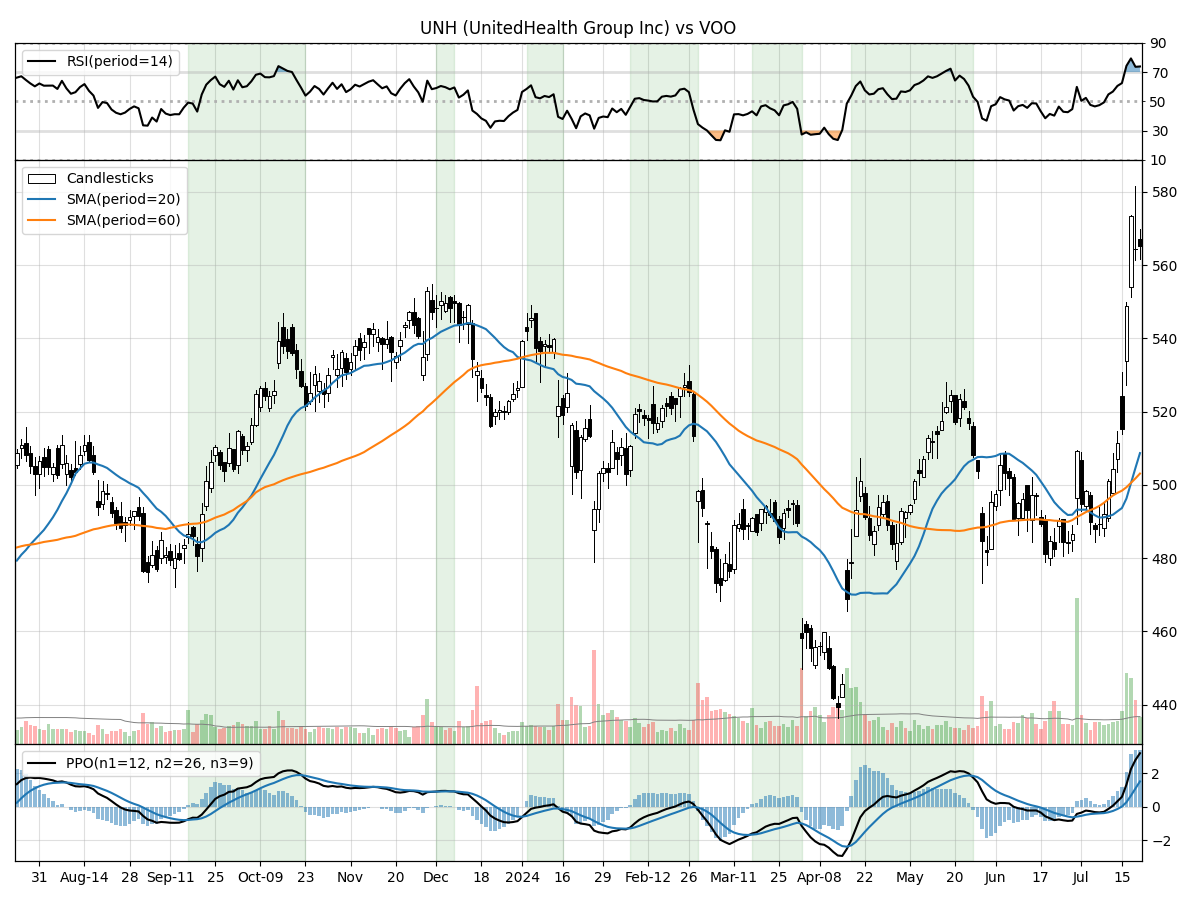 UNH (UnitedHealth Group Inc) vs VOO
RSI(period=14)
90
70
50
30
10
Candlesticks
SMA(period=20)
SMA(period=60)
580
560
540
520
500
480
460
440
PPO(n1=12, n2=26, n3=9)
2
0
−2
31 Aug-14 28 Sep-11 25 Oct-09 23 Nov 20 Dec 18 2024 16 29 Feb-12 26 Mar-11 25 Apr-08 22 May 20 Jun 17 Jul 15